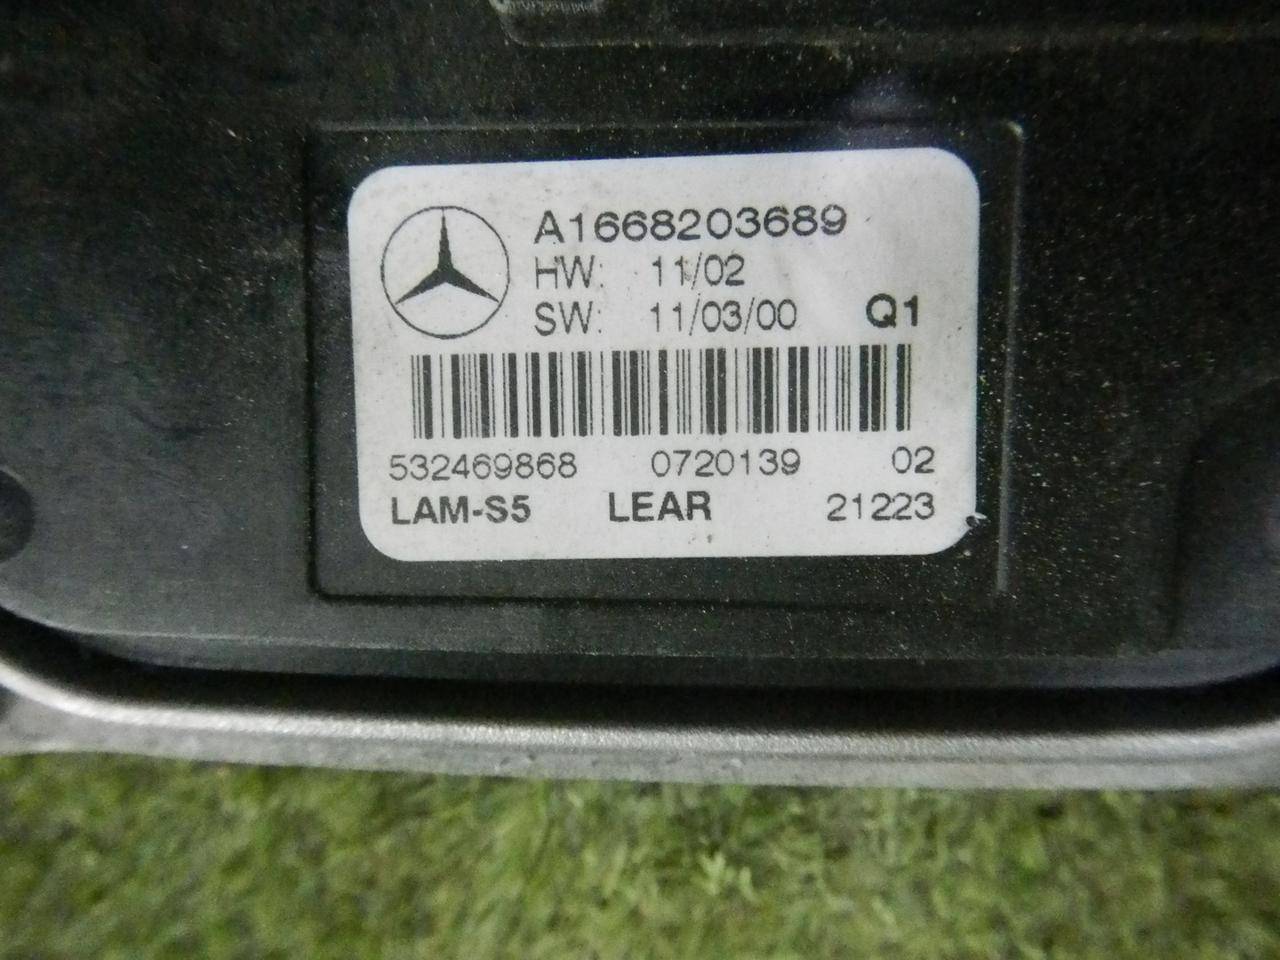 A1668203689
HW: 11/02
SW: 11/03/00 Q1
532469868 0720139 02
LAM-S5 LEAR 21223